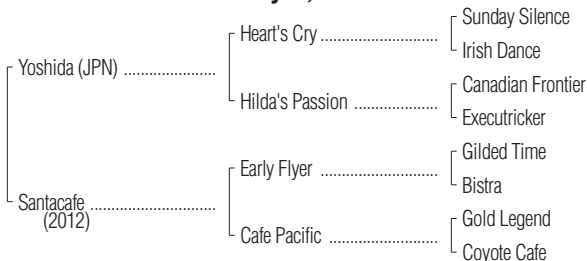 Sunday Silence
Heart's Cry ........................
Irish Dance
Yoshida (JPN) .....................
Canadian Frontier
Hilda's Passion ...................
Executricker
Gilded Time
Early Flyer ........................
Bistra
Santacafe .............................
(2012)
Gold Legend
Cafe Pacific ......................
Coyote Cafe